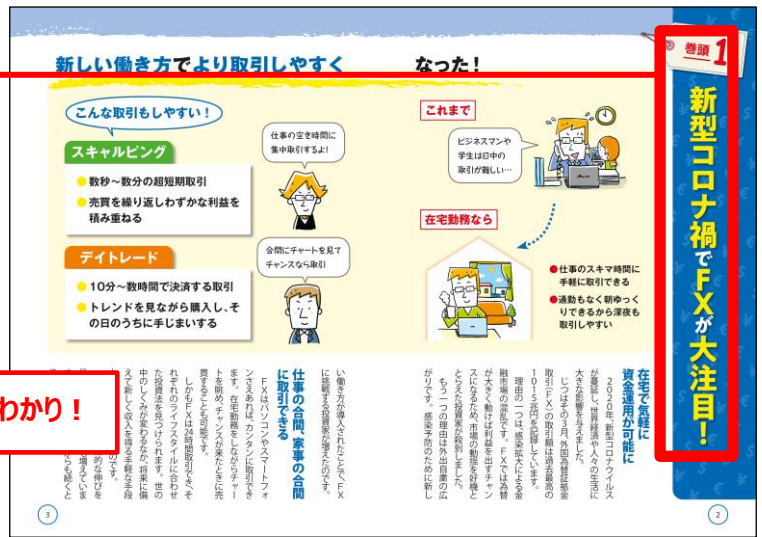 巻頭1
新型コロナ禍でFXが大注目！
新しい働き方でより取引しやすく　なった！
これまで
ビジネスマンや
学生は日中の
取引が難しい…
在宅勤務なら
●仕事のスキマ時間に
手軽に取引できる
●通勤もなく朝ゆっく
りできるから深夜も
取引しやすい
こんな取引もしやすい！
スキャルピング
●数秒～数分の超短期取引
●売買を繰り返しわずかな利益を
積み重ねる
仕事の空き時間に
集中取引するよ！
デイトレード
●10分～数時間で決済する取引
●トレンドを見ながら購入し、そ
の日のうちに手じまいする
合間にチャートを見て
チャンスなら取引
在宅で気軽に
資金運用が可能に
2020年、新型コロナウイルス
が蔓延し、世界経済や人々の生活に
大きな影響を与えました。
じつはその3月、外国為替証拠金
取引（FX）の取引額は過去最高の
1015兆円を記録しています。
理由の一つは、感染拡大による金
融市場の混乱です。FXでは為替
が大きく動けば利益を出すチャン
スになるため、市場の動揺を好機と
とらえた投資家が殺到しました。
もう一つの理由は外出自粛の広
がりです。感染予防のために新し
い働き方が導入されたことで、FX
に挑戦する投資家が増えたのです。
仕事の合間、家事の合間
に取引できる
FXはパソコンやスマートフォ
ンさえあれば、カンタンに取引でき
ます。在宅勤務をしながらチャー
トを眺め、チャンスが来たときに売
買することも可能です。
しかもFXは24時間取引でき、そ
れぞれのライフスタイルに合わせ
た投資法を見つけられます。世の
中のしくみが変わるなか、将来に備
えて新しく収入を得る手軽な手段
のです。
的な伸びを
増えていま
らも続くと
わかり！
3
2